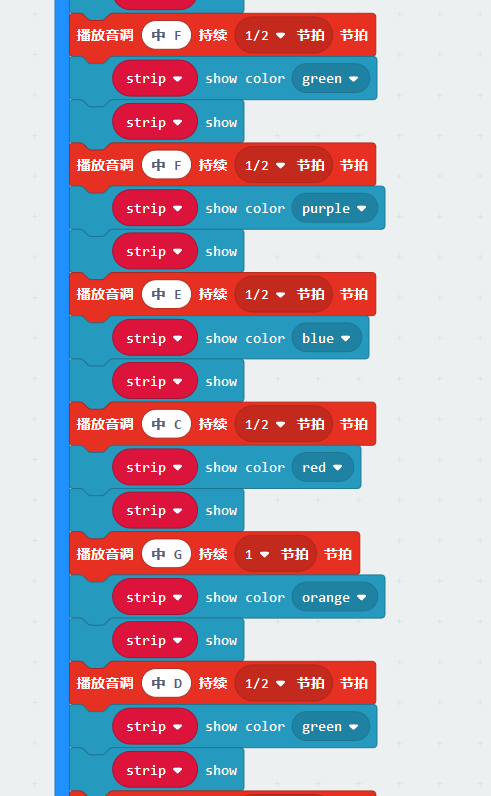 播放音调 中 F 持续 1/2 节拍 节拍
strip show color green
strip show
播放音调 中 F 持续 1/2 节拍 节拍
strip show color purple
strip show
播放音调 中 E 持续 1/2 节拍 节拍
strip show color blue
strip show
播放音调 中 C 持续 1/2 节拍 节拍
strip show color red
strip show
播放音调 中 G 持续 1 节拍 节拍
strip show color orange
strip show
播放音调 中 D 持续 1/2 节拍 节拍
strip show color green
strip show